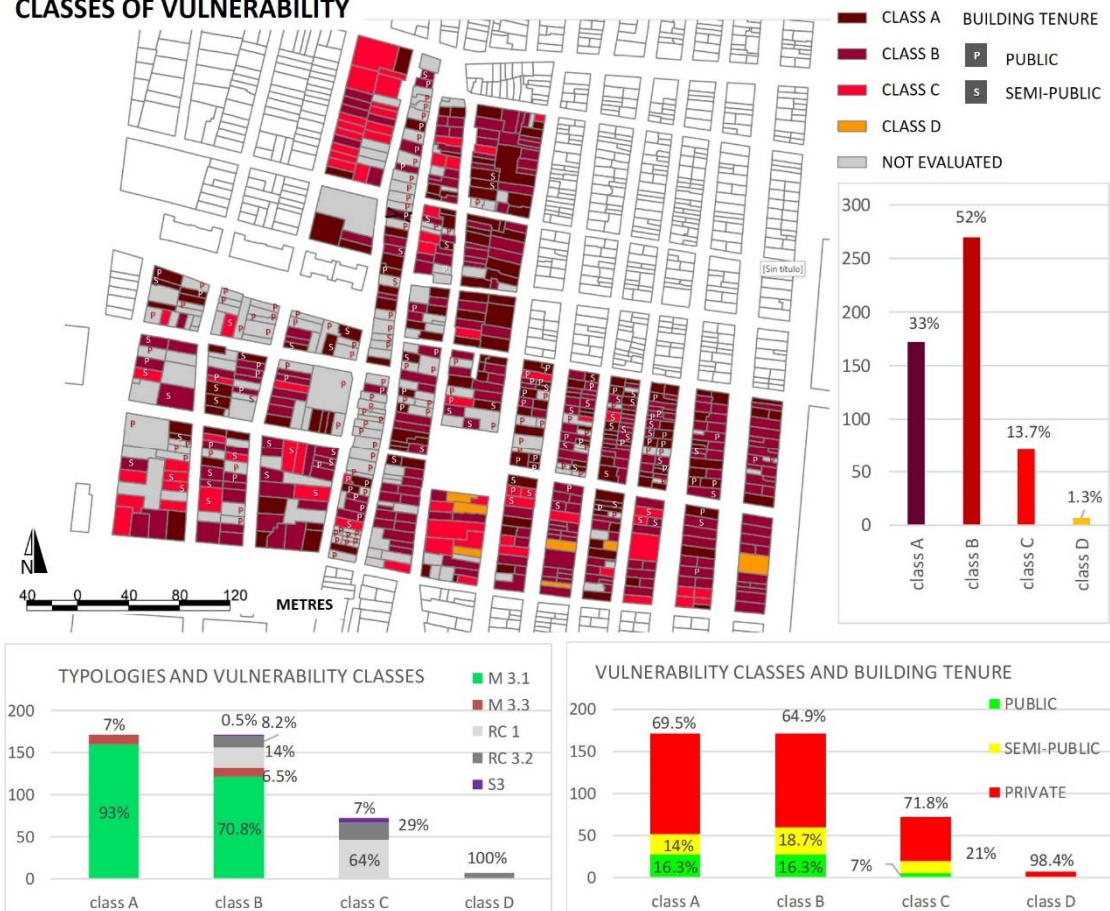 CLASSES OF VULNERABILITY
CLASS A
CLASS B
CLASS C
CLASS D
NOT EVALUATED
BUILDING TENURE
P PUBLIC
S SEMI-PUBLIC
[Sin título]
N
40 0 40 80 120 METRES
300
250
200
150
100
50
0
33%
52%
13.7%
1.3%
class A
class B
class C
class D
TYPOLOGIES AND VULNERABILITY CLASSES
M 3.1
M 3.3
RC 1
RC 3.2
S3
200
150
100
50
0
7%
93%
0.5% 8.2%
14%
6.5%
70.8%
7%
29%
64%
100%
class A class B class C class D
VULNERABILITY CLASSES AND BUILDING TENURE
PUBLIC
SEMI-PUBLIC
PRIVATE
200
150
100
50
0
69.5%
14%
16.3%
64.9%
18.7%
16.3%
71.8%
7%
21%
98.4%
class A class B class C class D